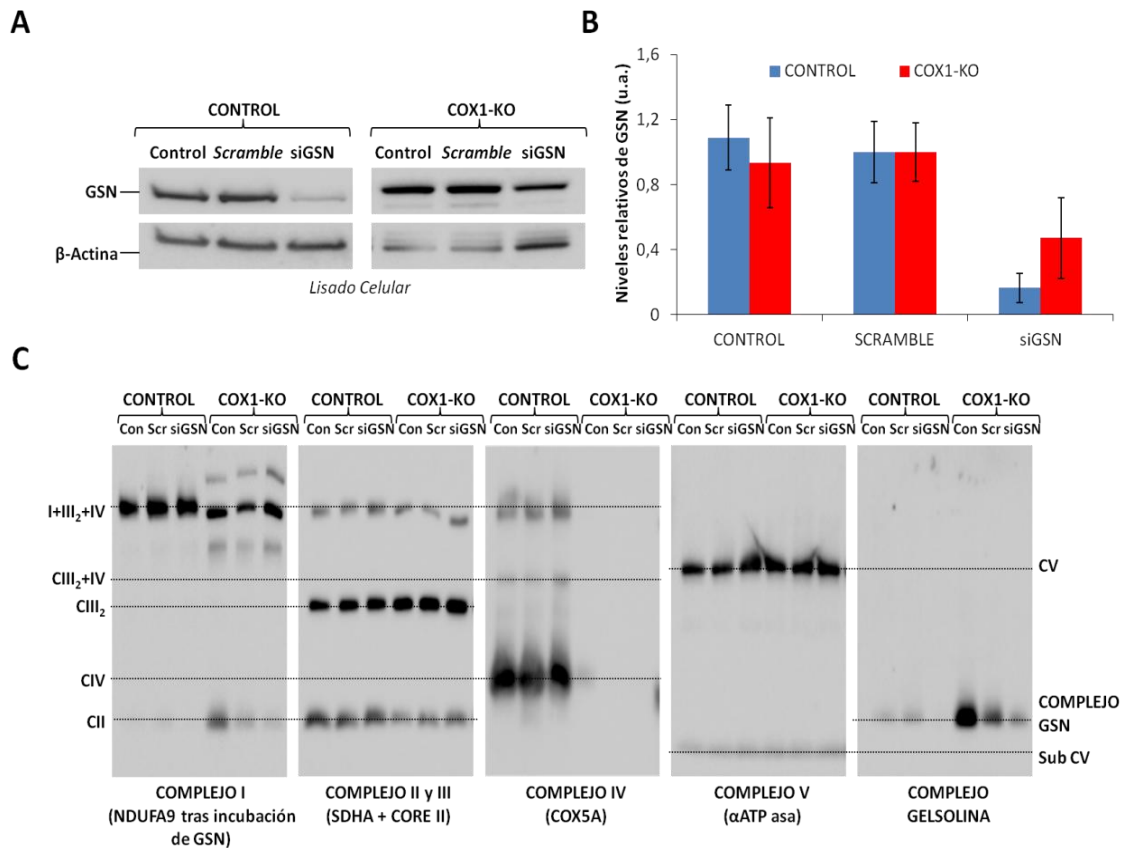 A
CONTROL COX1-KO
Control Scramble siGSN Control Scramble siGSN
GSN
β-Actina
Lisado Celular
B
Niveles relativos de GSN (u.a.)
1,6
1,2
0,8
0,4
0
CONTROL COX1-KO
CONTROL SCRAMBLE siGSN
C
CONTROL COX1-KO CONTROL COX1-KO CONTROL COX1-KO CONTROL COX1-KO CONTROL COX1-KO
Con Scr siGSN Con Scr siGSN Con Scr siGSN Con Scr siGSN Con Scr siGSN Con Scr siGSN Con Scr siGSN Con Scr siGSN Con Scr siGSN Con Scr siGSN
I+III₂+IV
CIII₂+IV
CIII₂
CIV
CII
CV
COMPLEJO
GSN
Sub CV
COMPLEJO I
(NDUFA9 tras incubación
de GSN)
COMPLEJO II y III
(SDHA + CORE II)
COMPLEJO IV
(COX5A)
COMPLEJO V
(αATP asa)
COMPLEJO
GELSOLINA